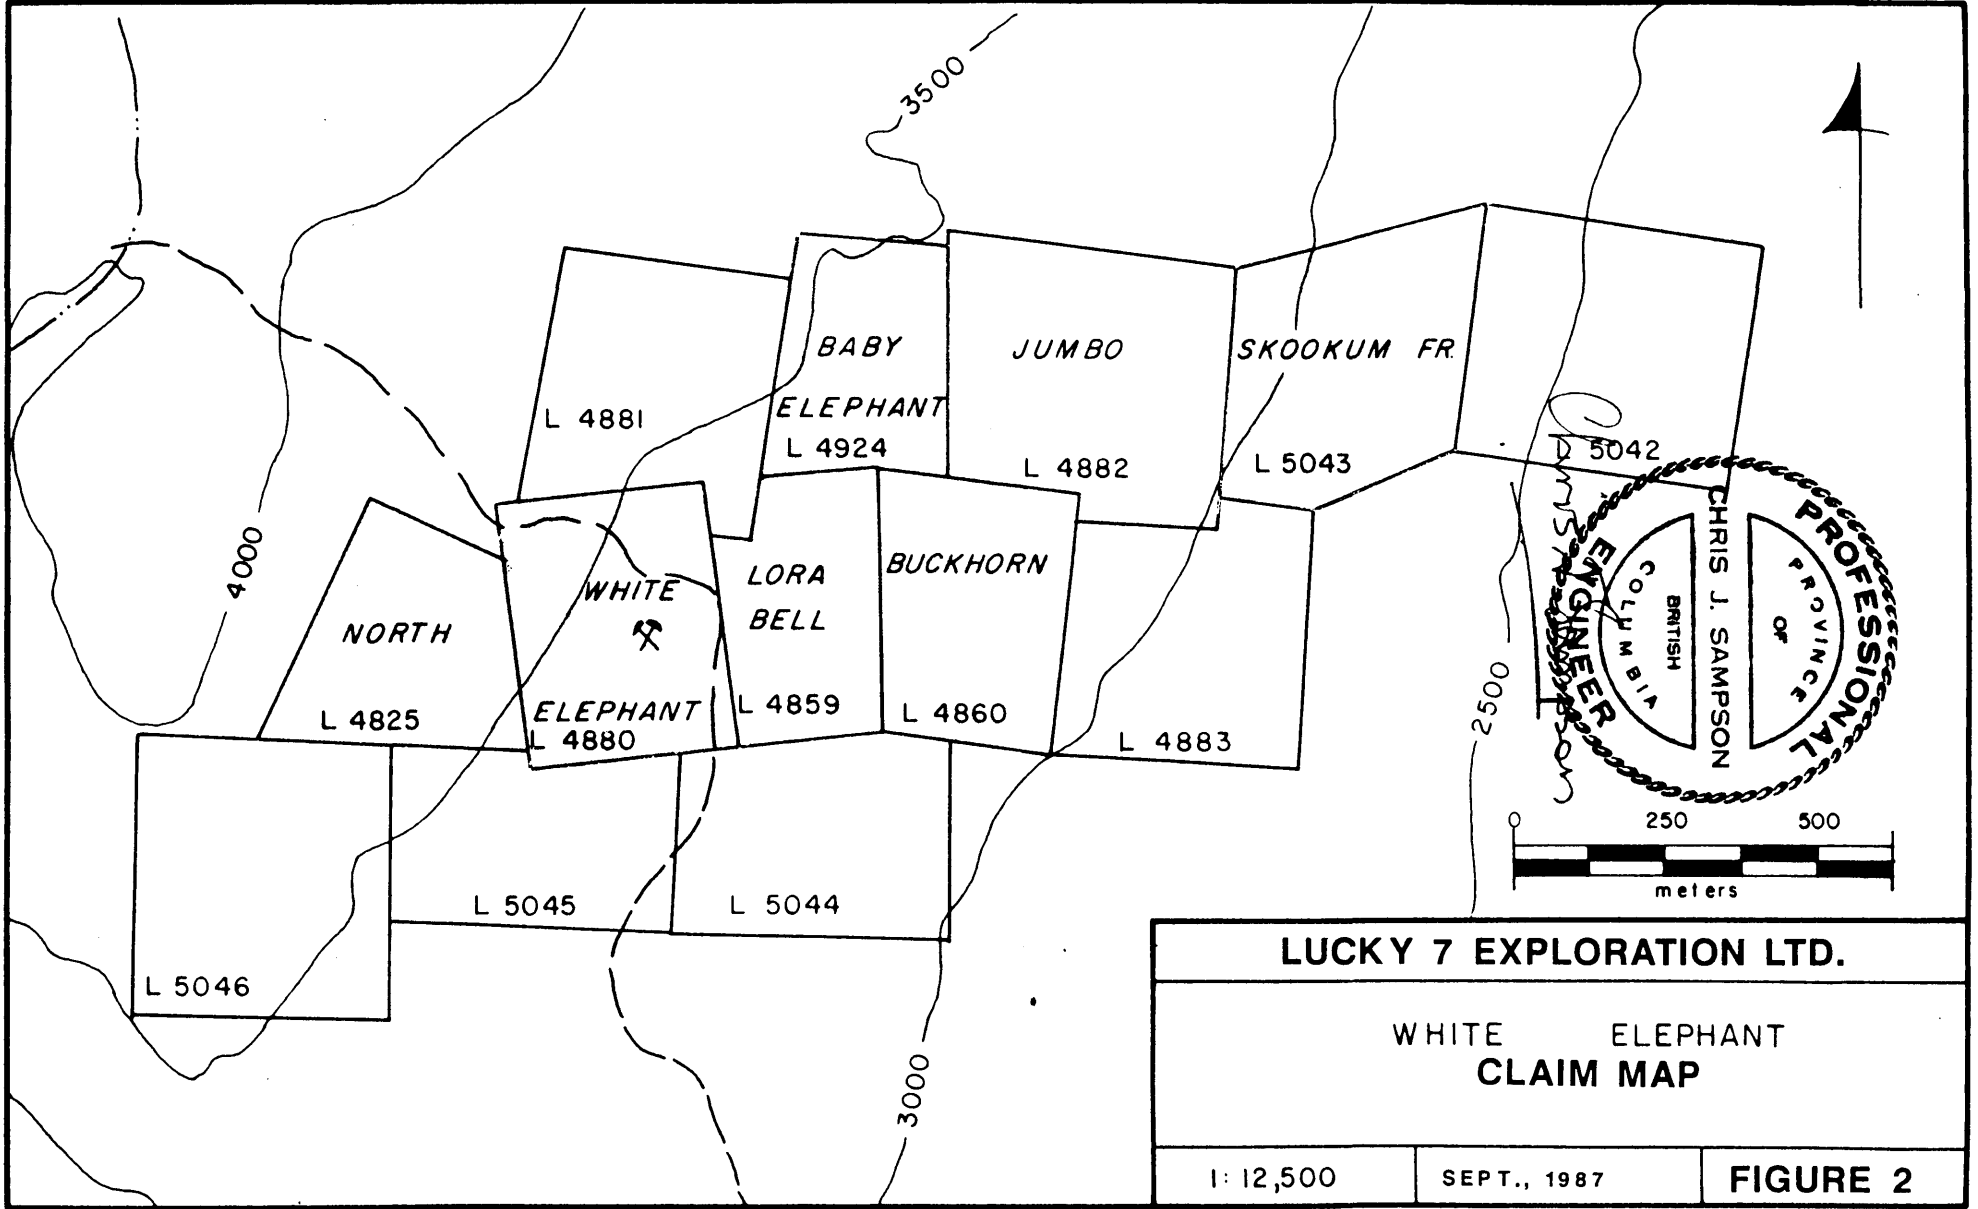 3500
BABY
ELEPHANT
L 4924
JUMBO
L 4882
SKOOKUM FR.
L 5043
L 5042
L 4881
4000
NORTH
L 4825
WHITE
ELEPHANT
L 4880
LORA
BELL
L 4859
BUCKHORN
L 4860
L 4883
2500
L 5046
L 5045
L 5044
3000
PROFESSIONAL
ENGINEER
PROVINCE
OF
BRITISH
COLUMBIA
CHRIS J. SAMPSON
0 250 500
meters
LUCKY 7 EXPLORATION LTD.
WHITE ELEPHANT
CLAIM MAP
1: 12,500
SEPT., 1987
FIGURE 2